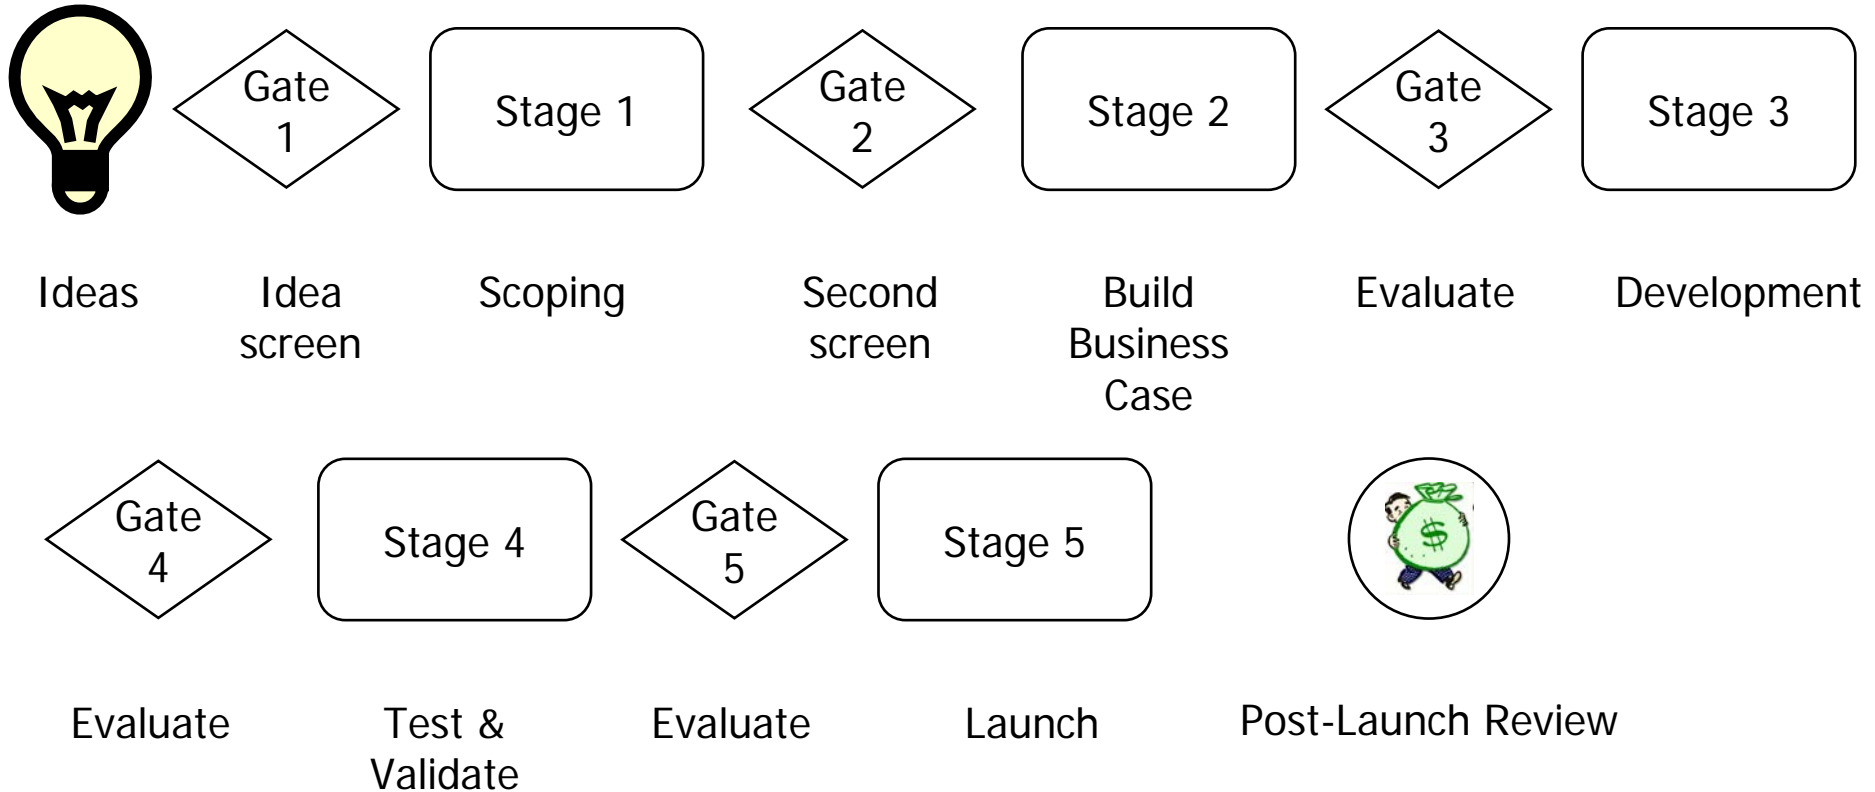 Gate
1
Stage 1
Gate
2
Stage 2
Gate
3
Stage 3
Ideas
Idea
screen
Scoping
Second
screen
Build
Business
Case
Evaluate
Development
Gate
4
Stage 4
Gate
5
Stage 5
$
Evaluate
Test &
Validate
Evaluate
Launch
Post-Launch Review